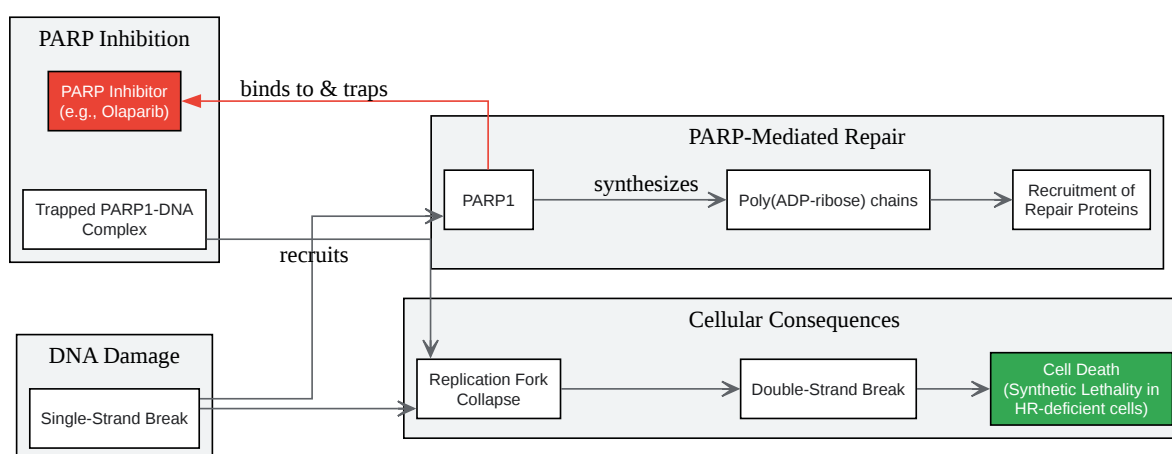 PARP Inhibition
PARP Inhibitor
(e.g., Olaparib)
binds to & traps
PARP-Mediated Repair
Trapped PARP1-DNA
Complex
PARP1
synthesizes
Poly(ADP-ribose) chains
Recruitment of
Repair Proteins
recruits
DNA Damage
Single-Strand Break
Cellular Consequences
Replication Fork
Collapse
Double-Strand Break
Cell Death
(Synthetic Lethality in
HR-deficient cells)